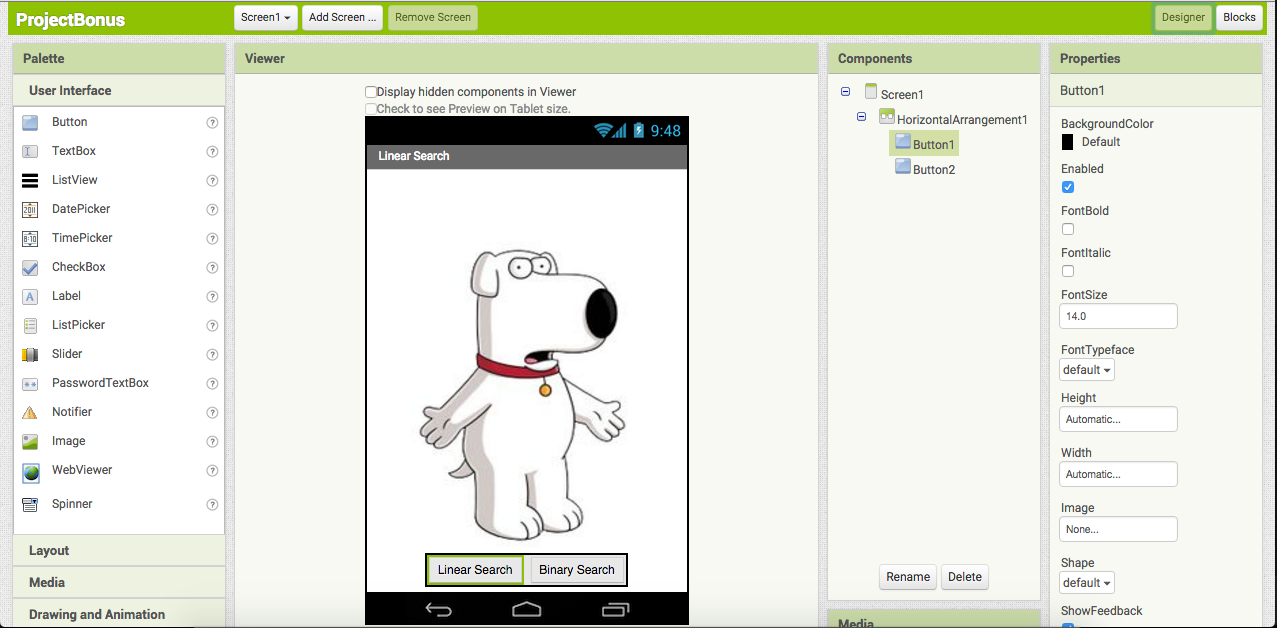 ProjectBonus
Screen1
Add Screen ...
Remove Screen
Designer
Blocks
Palette
User Interface
Button ?
TextBox ?
ListView ?
DatePicker ?
TimePicker ?
CheckBox ?
Label ?
ListPicker ?
Slider ?
PasswordTextBox ?
Notifier ?
Image ?
WebViewer ?
Spinner ?
Layout
Media
Drawing and Animation
Viewer
Display hidden components in Viewer
Check to see Preview on Tablet size.
9:48
Linear Search
Linear Search
Binary Search
Components
Screen1
HorizontalArrangement1
Button1
Button2
Rename
Delete
Media
Properties
Button1
BackgroundColor
Default
Enabled
FontBold
FontItalic
FontSize
14.0
FontTypeface
default
Height
Automatic...
Width
Automatic...
Image
None...
Shape
default
ShowFeedback